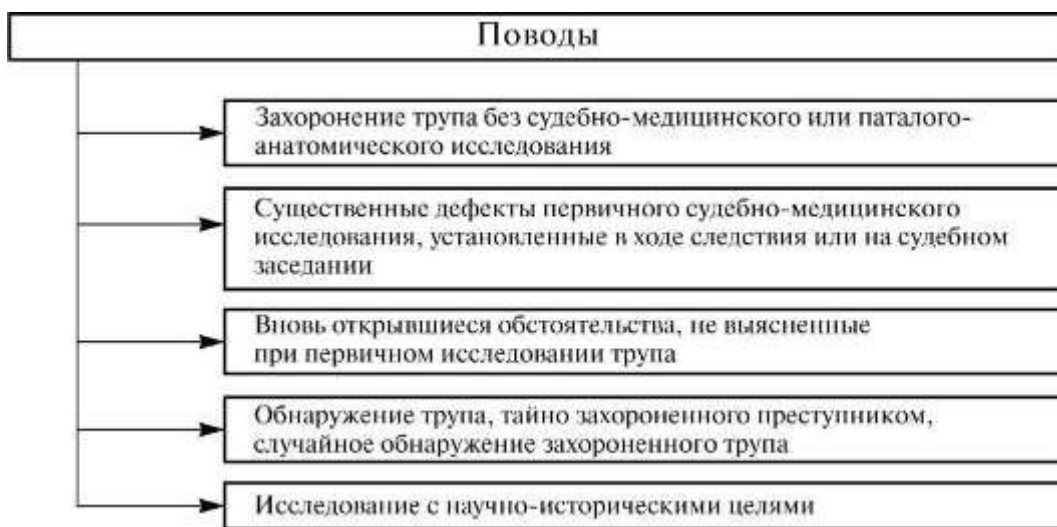 Поводы
Захоронение трупа без судебно-медицинского или паталого-
анатомического исследования
Существенные дефекты первичного судебно-медицинского
исследования, установленные в ходе следствия или на судебном
заседании
Вновь открывшиеся обстоятельства, не выясненные
при первичном исследовании трупа
Обнаружение трупа, тайно захороненного преступником,
случайное обнаружение захороненного трупа
Исследование с научно-историческими целями